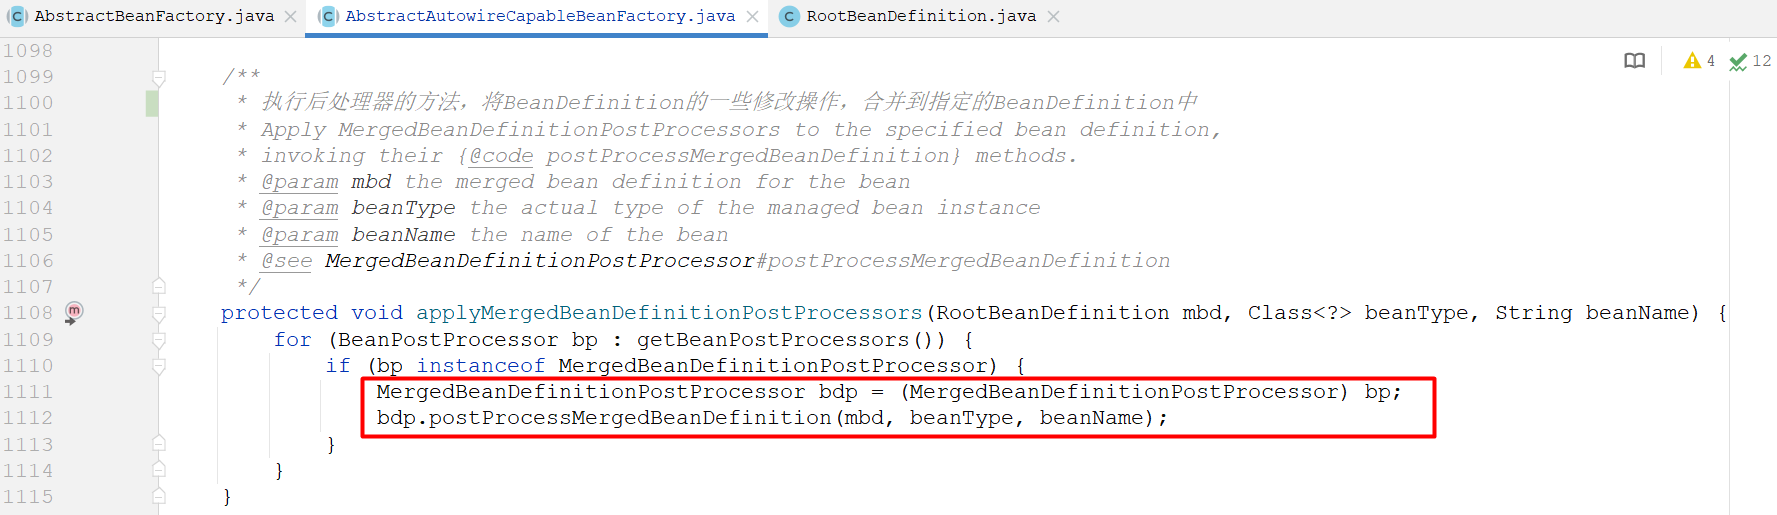 AbstractBeanFactory.java AbstractAutowireCapableBeanFactory.java RootBeanDefinition.java
1098
4 12
1099 /**
1100 * 执行后处理器的方法，将BeanDefinition的一些修改操作，合并到指定的BeanDefinition中
1101 * Apply MergedBeanDefinitionPostProcessors to the specified bean definition,
1102 * invoking their {@code postProcessMergedBeanDefinition} methods.
1103 * @param mbd the merged bean definition for the bean
1104 * @param beanType the actual type of the managed bean instance
1105 * @param beanName the name of the bean
1106 * @see MergedBeanDefinitionPostProcessor#postProcessMergedBeanDefinition
1107 */
1108 protected void applyMergedBeanDefinitionPostProcessors(RootBeanDefinition mbd, Class<?> beanType, String beanName) {
1109 for (BeanPostProcessor bp : getBeanPostProcessors()) {
1110 if (bp instanceof MergedBeanDefinitionPostProcessor) {
1111 MergedBeanDefinitionPostProcessor bdp = (MergedBeanDefinitionPostProcessor) bp;
1112 bdp.postProcessMergedBeanDefinition(mbd, beanType, beanName);
1113 }
1114 }
1115 }